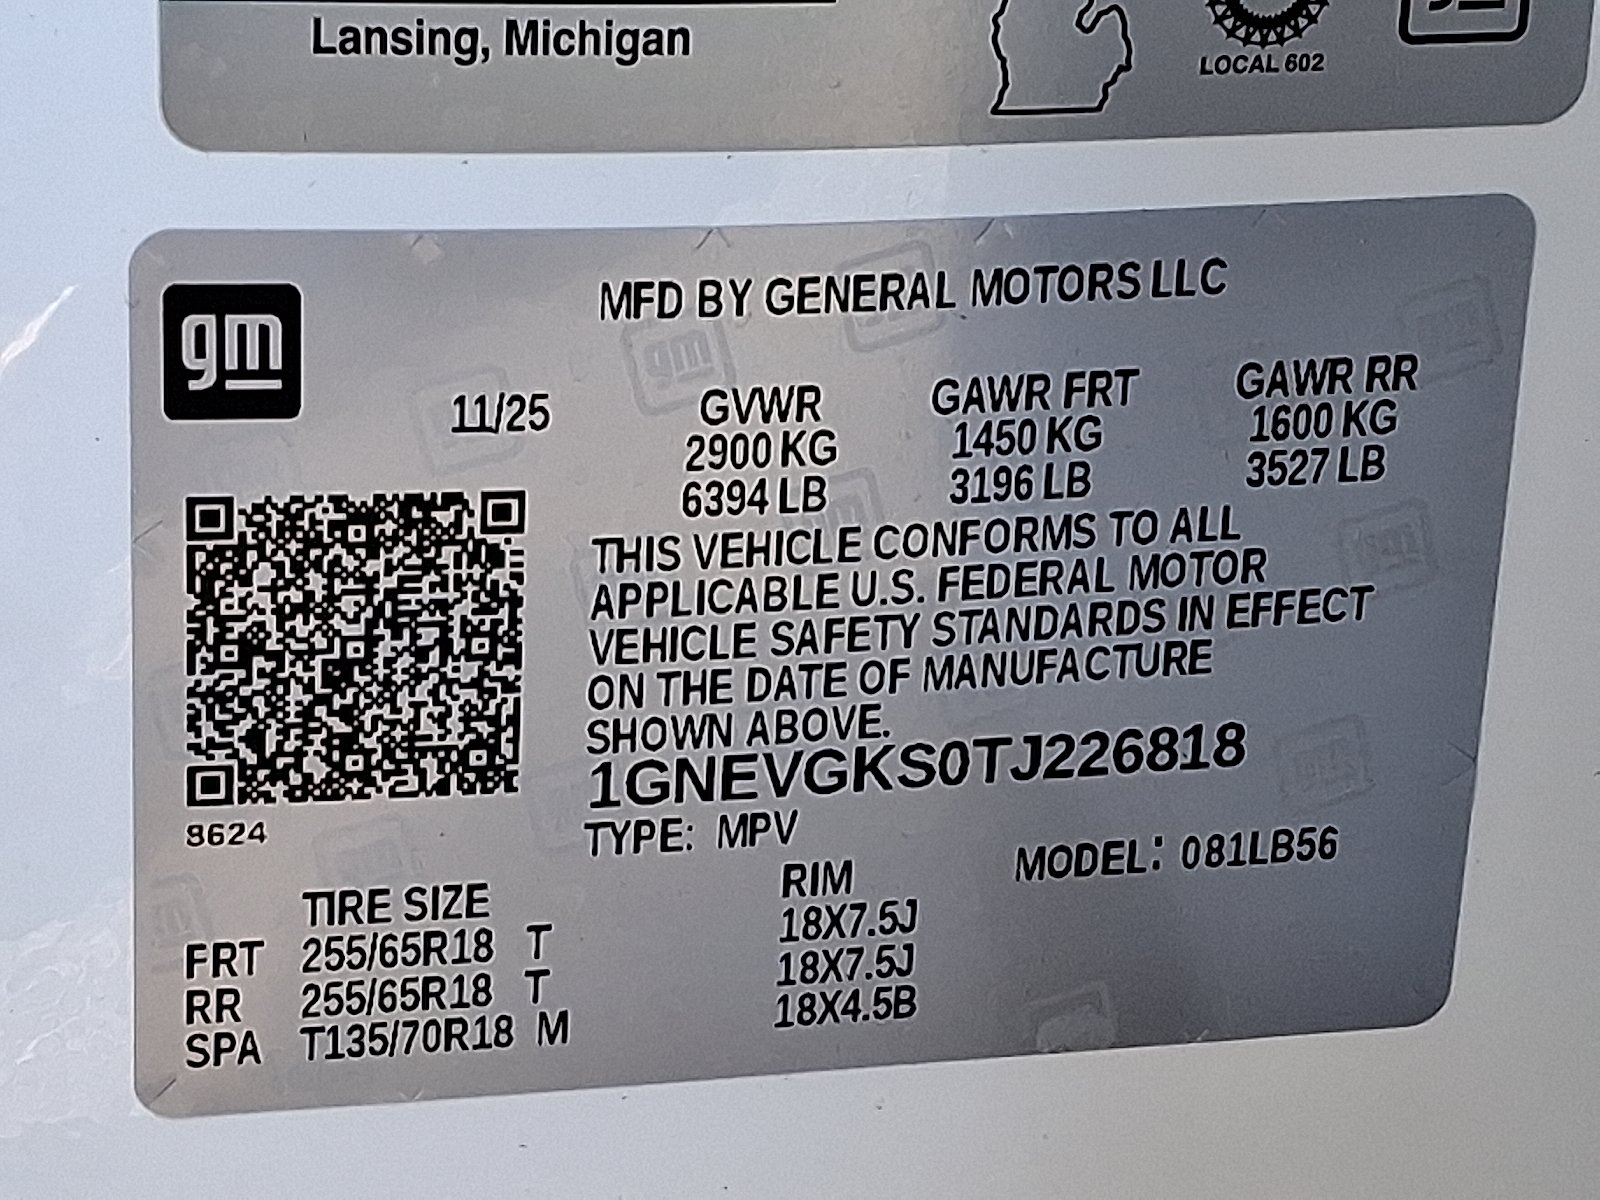 Lansing, Michigan
LOCAL 602
gm
MFD BY GENERAL MOTORS LLC
11/25
GVWR GAWR FRT GAWR RR
2900 KG 1450 KG 1600 KG
6394 LB 3196 LB 3527 LB
THIS VEHICLE CONFORMS TO ALL
APPLICABLE U.S. FEDERAL MOTOR
VEHICLE SAFETY STANDARDS IN EFFECT
ON THE DATE OF MANUFACTURE
SHOWN ABOVE.
1GNEVGKS0TJ226818
8624
TYPE: MPV MODEL: 081LB56
TIRE SIZE RIM
FRT 255/65R18 T 18X7.5J
RR 255/65R18 T 18X7.5J
SPA T135/70R18 M 18X4.5B